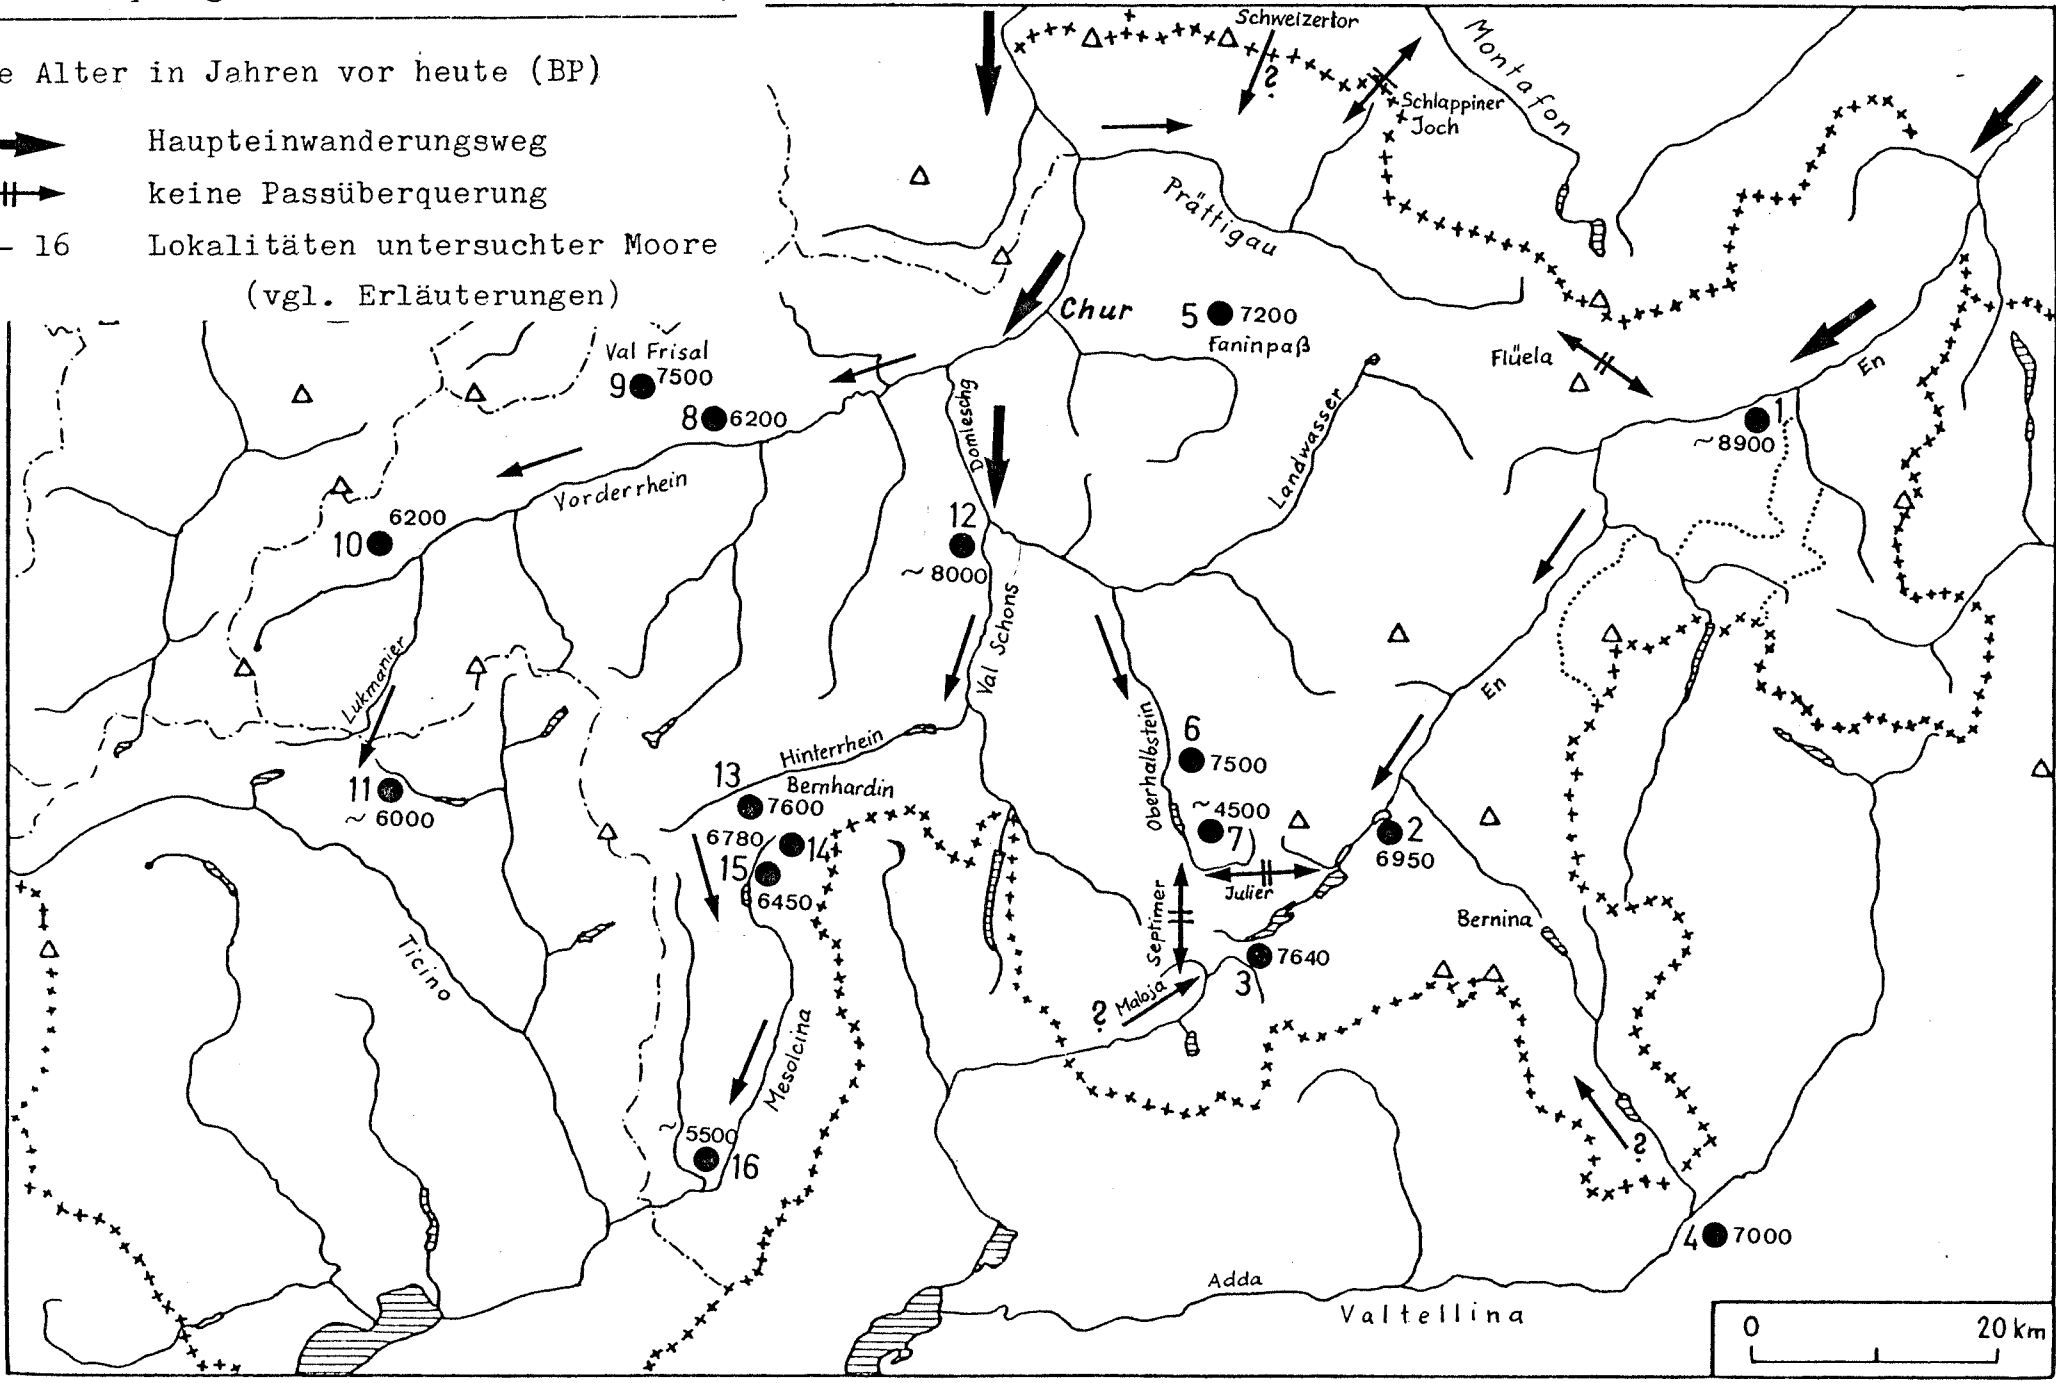 e Alter in Jahren vor heute (BP)
Haupteinwanderungsweg
keine Passüberquerung
– 16 Lokalitäten untersuchter Moore
(vgl. Erläuterungen)
Schweizertor
?
Montafon
Schlappiner
Joch
Prättigau
Chur
5 7200
Faninpaß
Flüela
En
1
~8900
Val Frisal
9 7500
8 6200
Domleschg
Landwasser
Vorderrhein
6200
10
12
~ 8000
Val Schons
Lukmanier
En
Oberhalbstein
6
7500
Hinterrhein
13
Bernhardin
7600
11
~ 6000
~4500
7
2
6950
6780
14
15
6450
Julier
Septimer
Bernina
Ticino
7640
3
Maloja
?
Mesolcina
~5500
16
?
4 7000
Adda
Valtellina
0 20 km